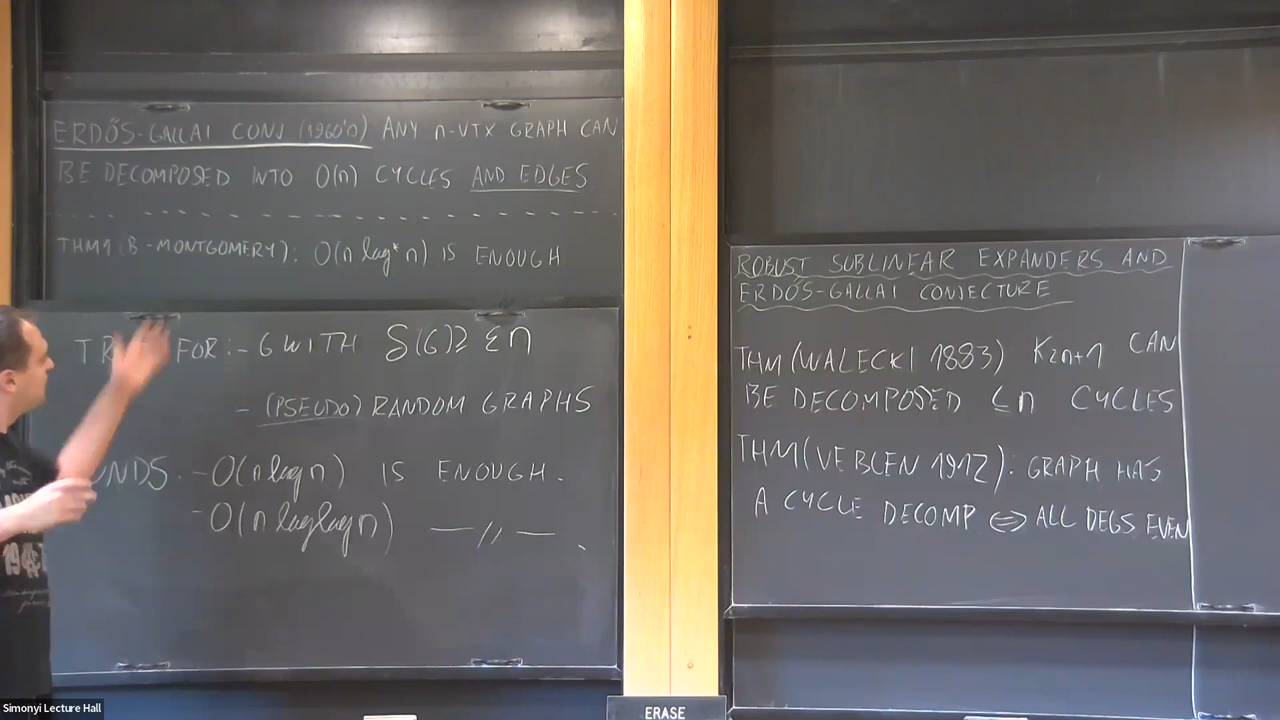 ERDŐS-GALLAI CONJ (1960'n) ANY n-VTX GRAPH CAN
BE DECOMPOSED INTO O(n) CYCLES AND EDGES
THM1 (B-MONTGOMERY): O(n log* n) IS ENOUGH
FOR: - G WITH δ(G) ≥ εn
- (PSEUDO) RANDOM GRAPHS
UNDS. - O(n log n) IS ENOUGH.
- O(n log log n) — // —
ROBUST SUBLINEAR EXPANDERS AND
ERDŐS-GALLAI CONJECTURE
THM (WALECKI 1883) K2n+1 CAN
BE DECOMPOSED ≤n CYCLES
THM (VEBLEN 1912): GRAPH HAS
A CYCLE DECOMP ⇔ ALL DEGS EVEN
Simonyi Lecture Hall
ERASE